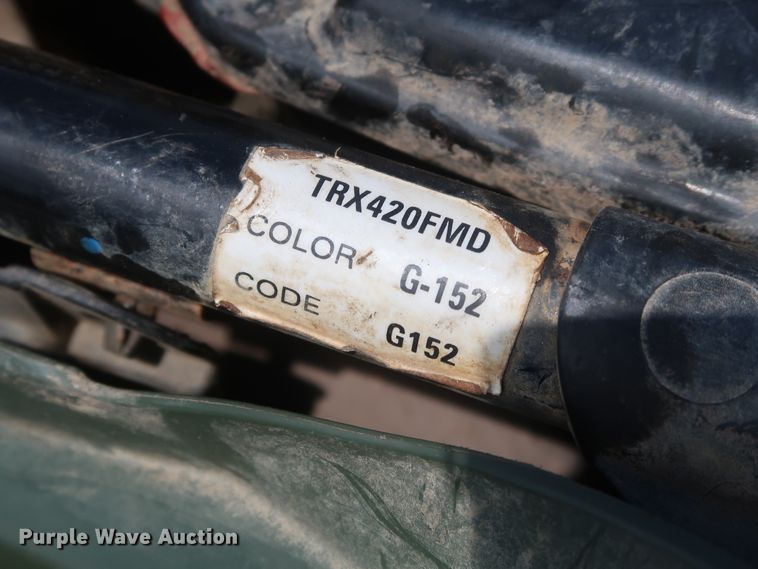 TRX420FMD
COLOR G-152
CODE G152
Purple Wave Auction